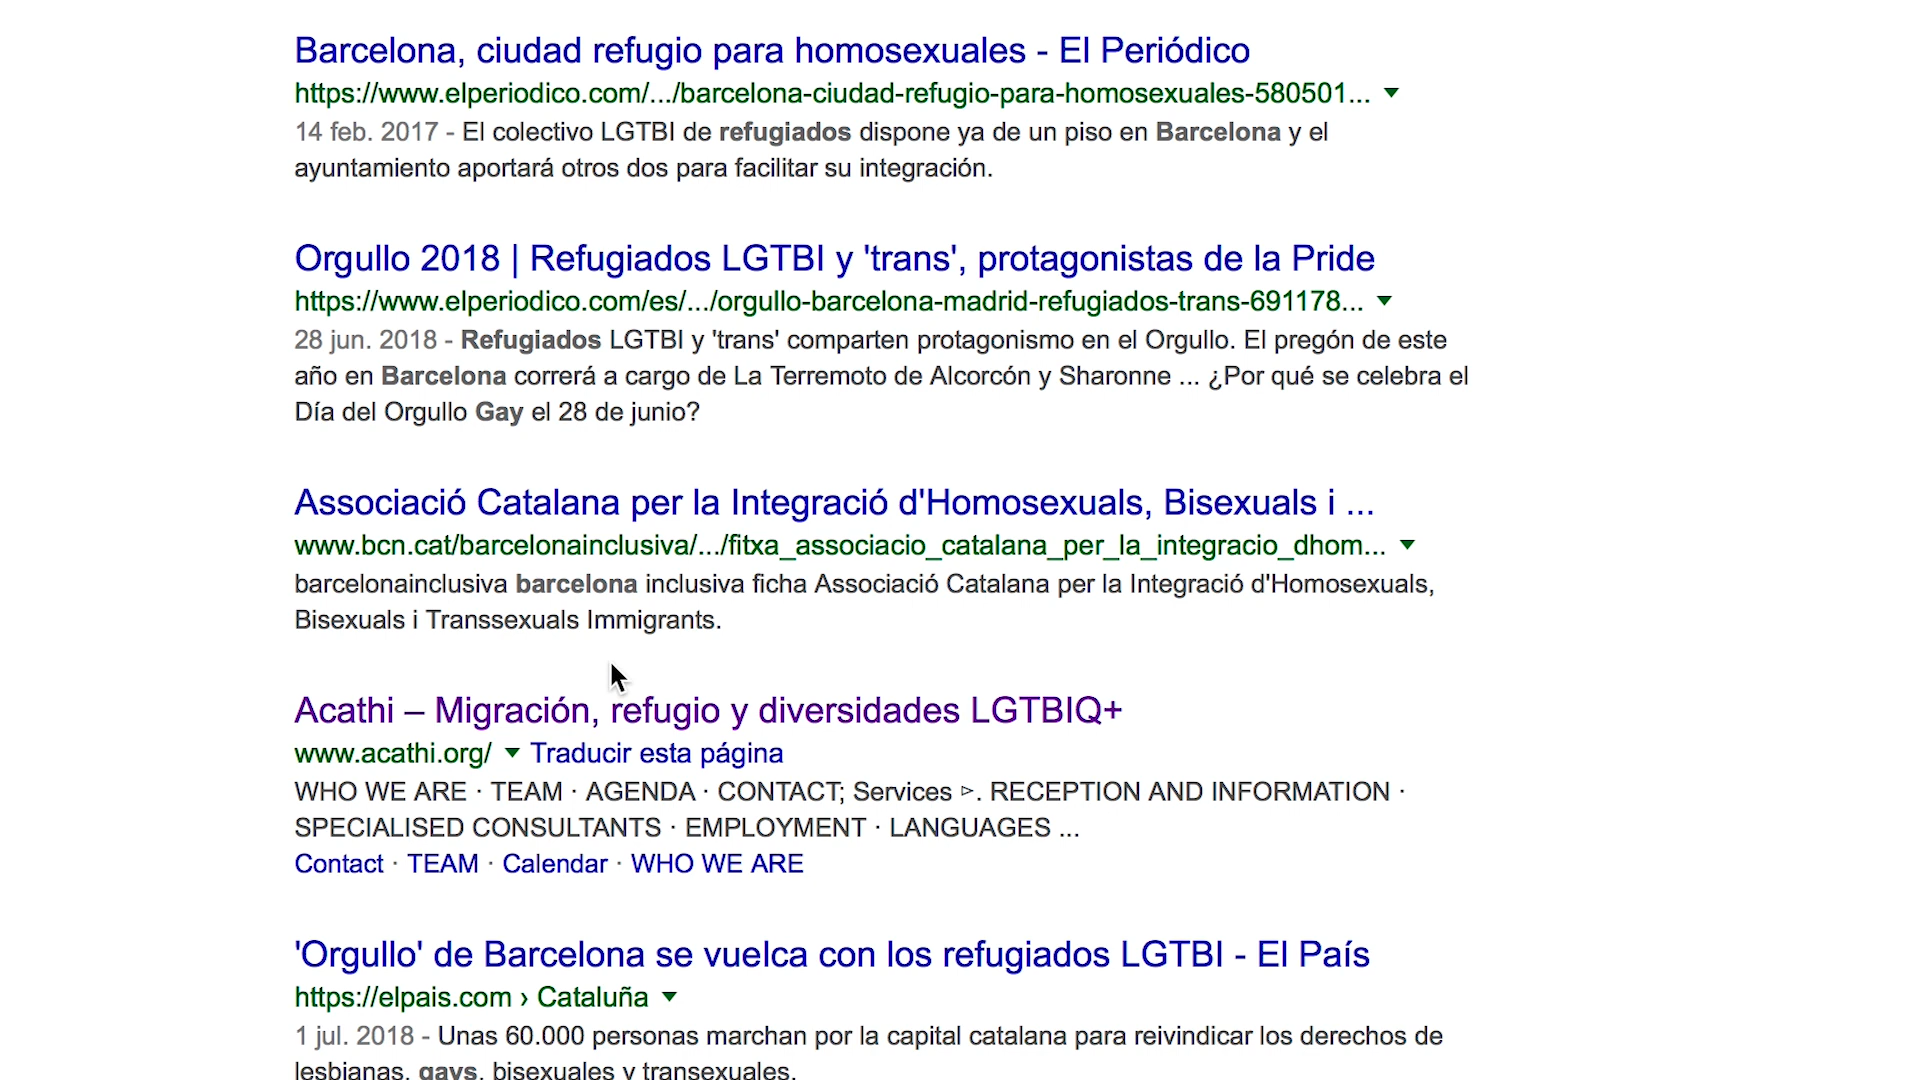 Barcelona, ciudad refugio para homosexuales - El Periódico
https://www.elperiodico.com/.../barcelona-ciudad-refugio-para-homosexuales-580501...
14 feb. 2017 - El colectivo LGTBI de refugiados dispone ya de un piso en Barcelona y el
ayuntamiento aportará otros dos para facilitar su integración.
Orgullo 2018 | Refugiados LGTBI y 'trans', protagonistas de la Pride
https://www.elperiodico.com/es/.../orgullo-barcelona-madrid-refugiados-trans-691178...
28 jun. 2018 - Refugiados LGTBI y 'trans' comparten protagonismo en el Orgullo. El pregón de este
año en Barcelona correrá a cargo de La Terremoto de Alcorcón y Sharonne ... ¿Por qué se celebra el
Día del Orgullo Gay el 28 de junio?
Associació Catalana per la Integració d'Homosexuals, Bisexuals i ...
www.bcn.cat/barcelonainclusiva/.../fitxa_associacio_catalana_per_la_integracio_dhom...
barcelonainclusiva barcelona inclusiva ficha Associació Catalana per la Integració d'Homosexuals,
Bisexuals i Transsexuals Immigrants.
Acathi – Migración, refugio y diversidades LGTBIQ+
www.acathi.org/ Traducir esta página
WHO WE ARE · TEAM · AGENDA · CONTACT; Services ▻. RECEPTION AND INFORMATION ·
SPECIALISED CONSULTANTS · EMPLOYMENT · LANGUAGES ...
Contact · TEAM · Calendar · WHO WE ARE
'Orgullo' de Barcelona se vuelca con los refugiados LGTBI - El País
https://elpais.com › Cataluña
1 jul. 2018 - Unas 60.000 personas marchan por la capital catalana para reivindicar los derechos de
lesbianas, gays, bisexuales y transexuales.